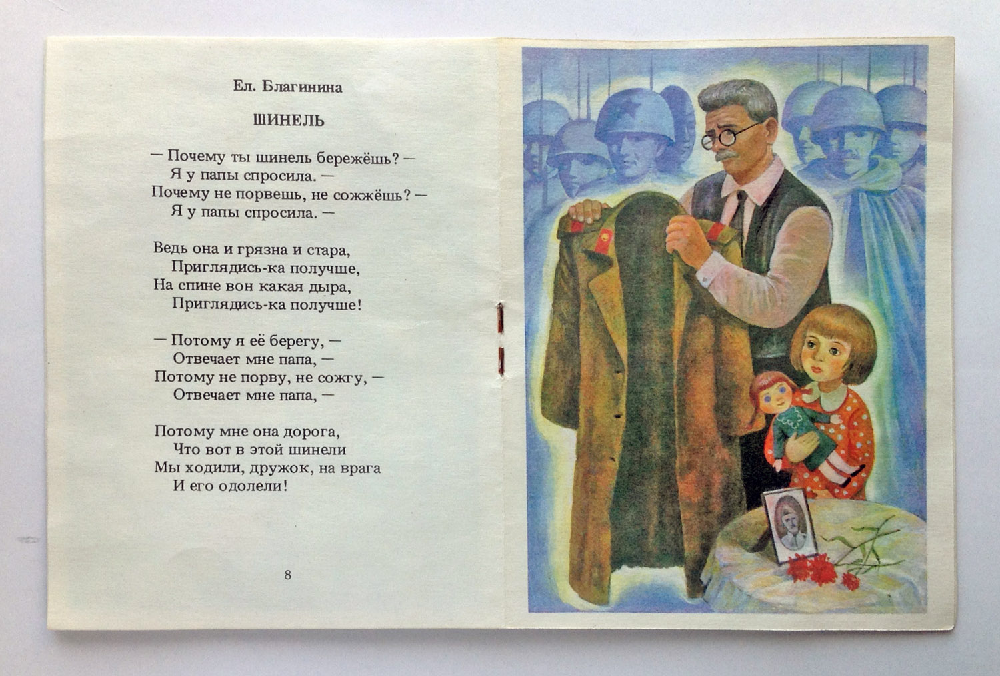 Ел. Благинина
ШИНЕЛЬ
— Почему ты шинель бережёшь? —
Я у папы спросила. —
Почему не порвешь, не сожжёшь? —
Я у папы спросила. —
Ведь она и грязна и стара,
Приглядись-ка получше,
На спине вон какая дыра,
Приглядись-ка получше!
— Потому я её берегу, —
Отвечает мне папа, —
Потому не порву, не сожгу, —
Отвечает мне папа, —
Потому мне она дорога,
Что вот в этой шинели
Мы ходили, дружок, на врага
И его одолели!
8